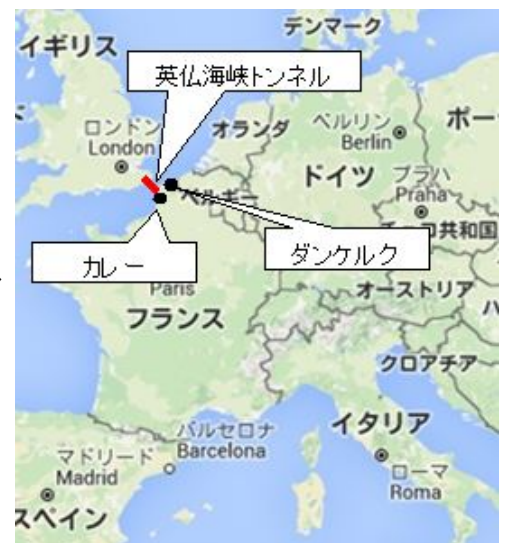 デンマーク
イギリス
英仏海峡トンネル
ロンドン
London
オランダ
ベルリン
Berlin
ポー
ドイツ
プラハ
Praha
ベルギー
チェコ共和国
カレー
ダンケルク
Paris
オーストリア
ハ
フランス
クロアチア
イタリア
バルセロナ
Barcelona
マドリード
Madrid
ローマ
Roma
スペイン